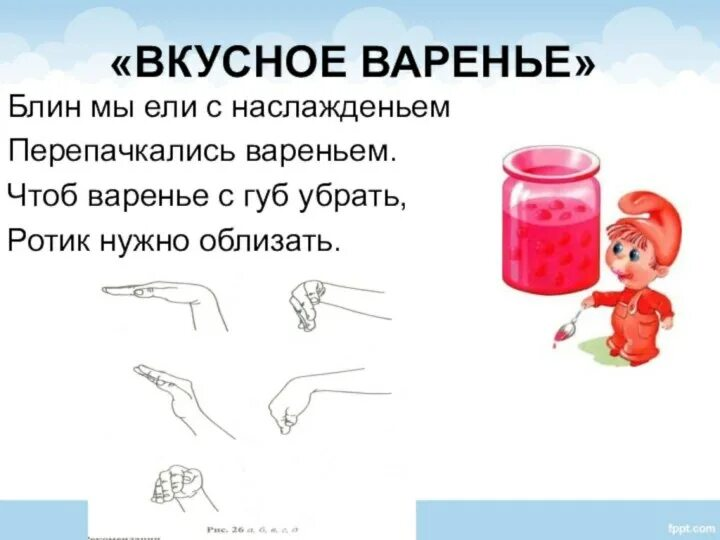 «ВКУСНОЕ ВАРЕНЬЕ»
Блин мы ели с наслажденьем
Перепачкались вареньем.
Чтоб варенье с губ убрать,
Ротик нужно облизать.
Рис. 26 а, б, в, г, д
fppt.com